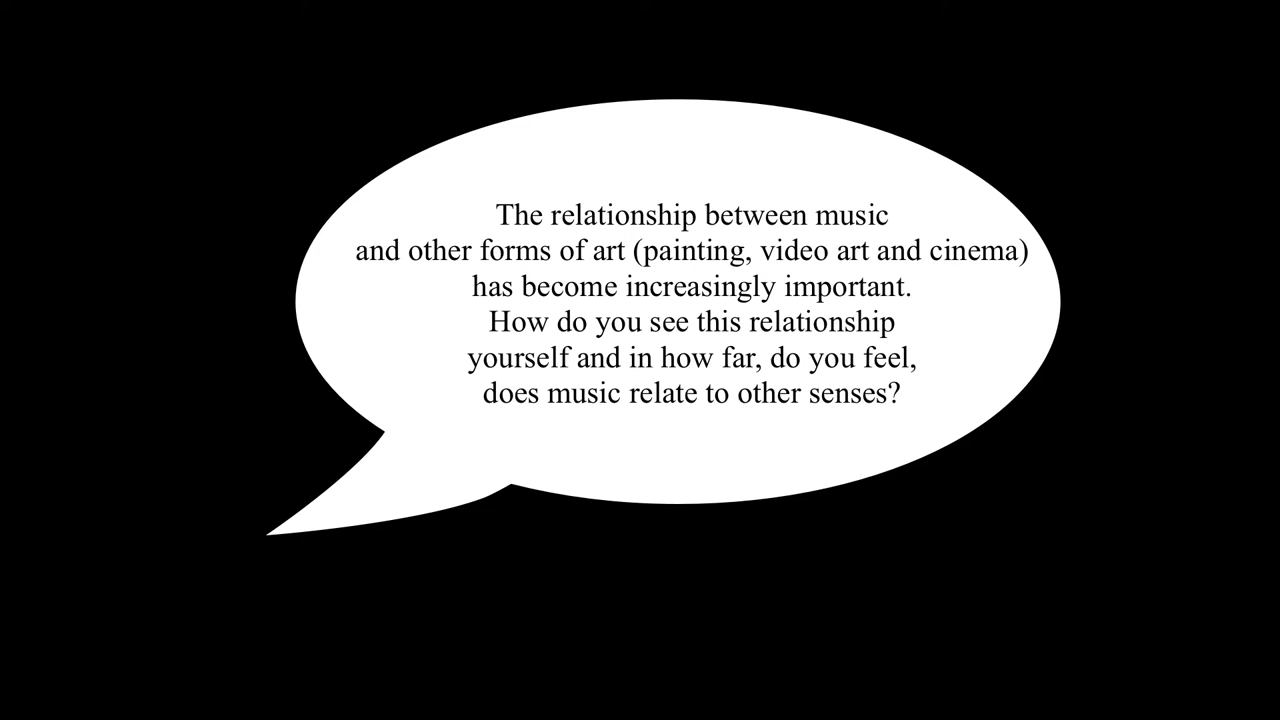 The relationship between music
and other forms of art (painting, video art and cinema)
has become increasingly important.
How do you see this relationship
yourself and in how far, do you feel,
does music relate to other senses?